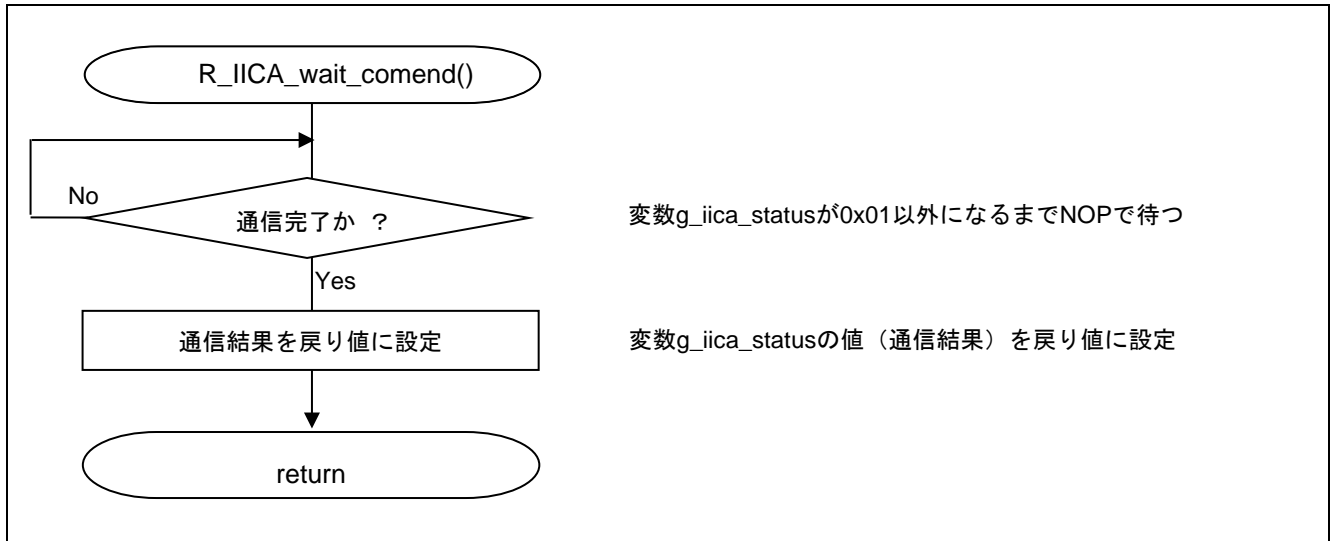 R_IICA_wait_comend()
No
通信完了か ？
変数g_iica_statusが0x01以外になるまでNOPで待つ
Yes
通信結果を戻り値に設定
変数g_iica_statusの値（通信結果）を戻り値に設定
return